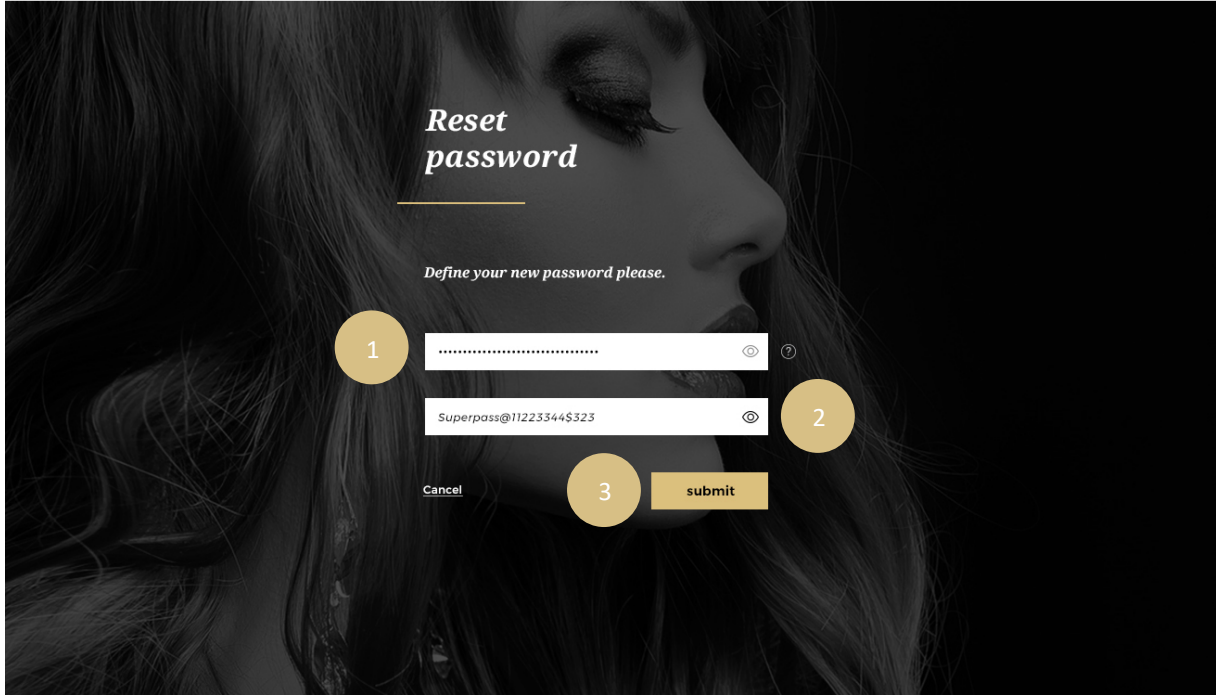 Reset
password
Define your new password please.
1
••••••••••••••••••••••••••••••••
?
Superpass@11223344$323
2
Cancel
3
submit